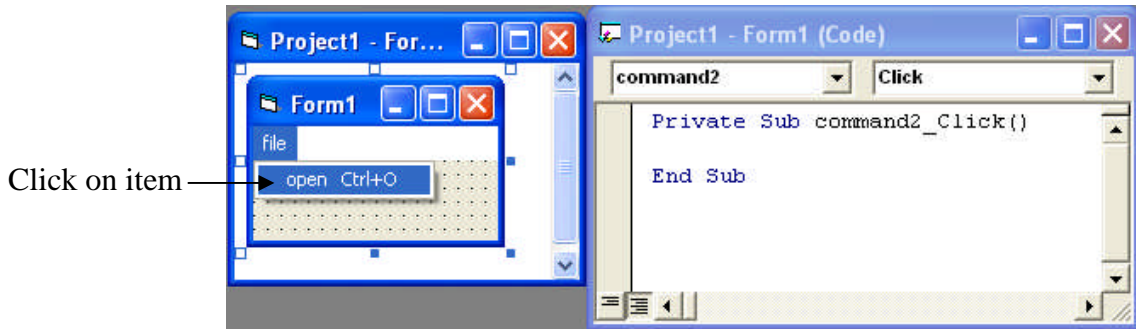 Project1 - For...
Form1
file
open Ctrl+O
Click on item
Project1 - Form1 (Code)
command2 Click
Private Sub command2_Click()
End Sub